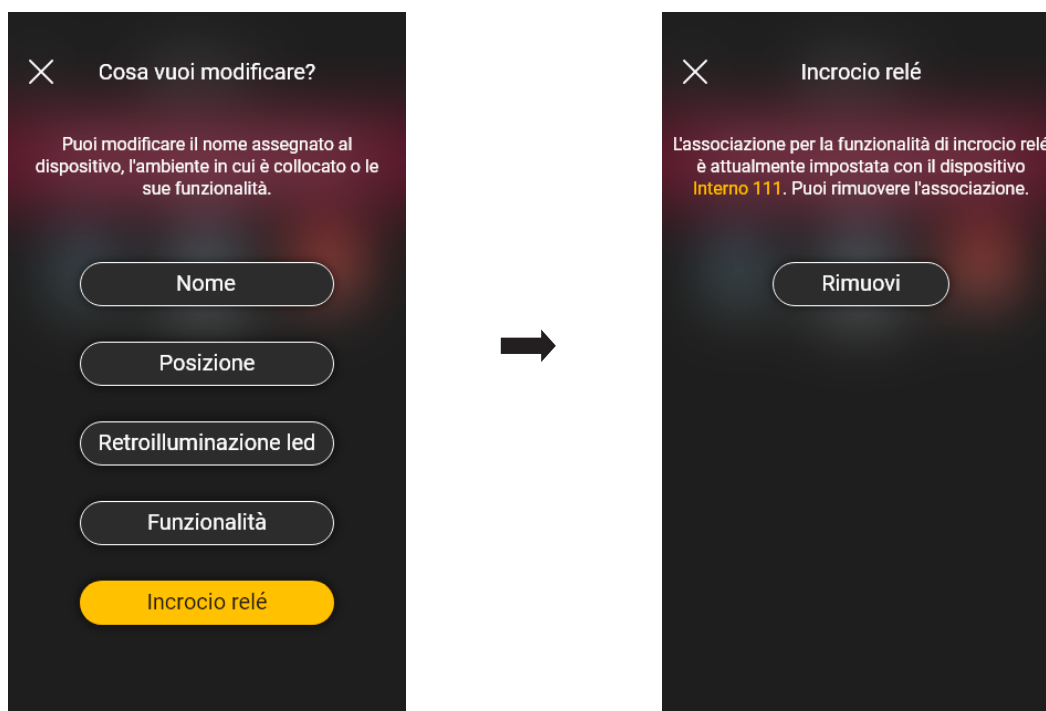 Cosa vuoi modificare?
Puoi modificare il nome assegnato al
dispositivo, l'ambiente in cui è collocato o le
sue funzionalità.
Nome
Posizione
Retroilluminazione led
Funzionalità
Incrocio relé
Incrocio relé
L'associazione per la funzionalità di incrocio relé
è attualmente impostata con il dispositivo
Interno 111. Puoi rimuovere l'associazione.
Rimuovi